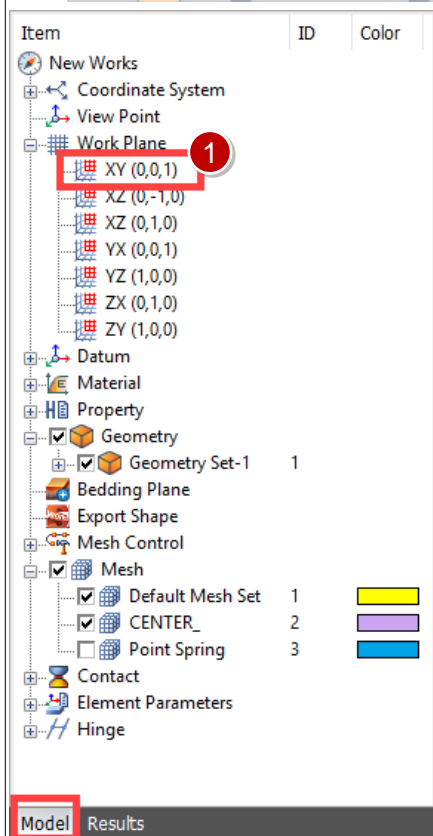 Item ID Color
New Works
Coordinate System
View Point
Work Plane
1
XY (0,0,1)
XZ (0,-1,0)
XZ (0,1,0)
YX (0,0,1)
YZ (1,0,0)
ZX (0,1,0)
ZY (1,0,0)
Datum
Material
Property
Geometry
Geometry Set-1 1
Bedding Plane
Export Shape
Mesh Control
Mesh
Default Mesh Set 1
CENTER_ 2
Point Spring 3
Contact
Element Parameters
Hinge
Model Results